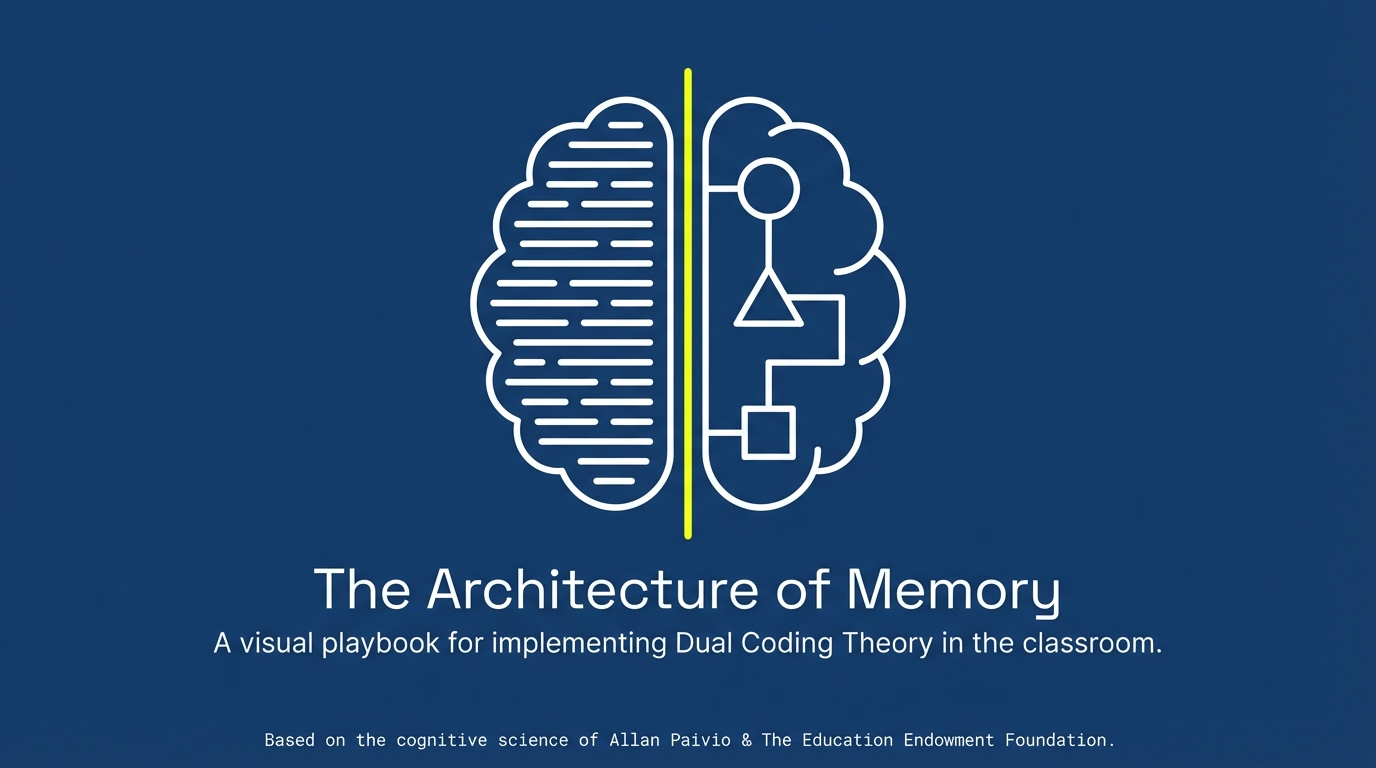 The Architecture of Memory
A visual playbook for implementing Dual Coding Theory in the classroom.
Based on the cognitive science of Allan Paivio & The Education Endowment Foundation.